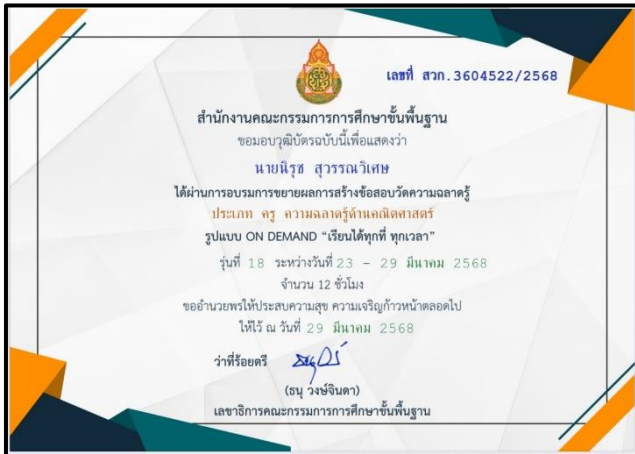 เลขที่ สวก.3604522/2568
สำนักงานคณะกรรมการการศึกษาขั้นพื้นฐาน
ขอมอบวุฒิบัตรฉบับนี้เพื่อแสดงว่า
นายนิรุช สุวรรณวิเศษ
ได้ผ่านการอบรมการขยายผลการสร้างข้อสอบวัดความฉลาดรู้
ประเภท ครู ความฉลาดรู้ด้านคณิตศาสตร์
รูปแบบ ON DEMAND “เรียนได้ทุกที่ ทุกเวลา”
รุ่นที่ 18 ระหว่างวันที่ 23 - 29 มีนาคม 2568
จำนวน 12 ชั่วโมง
ขออำนวยพรให้ประสบความสุข ความเจริญก้าวหน้าตลอดไป
ให้ไว้ ณ วันที่ 29 มีนาคม 2568
ว่าที่ร้อยตรี
(ธนุ วงษ์จินดา)
เลขาธิการคณะกรรมการการศึกษาขั้นพื้นฐาน